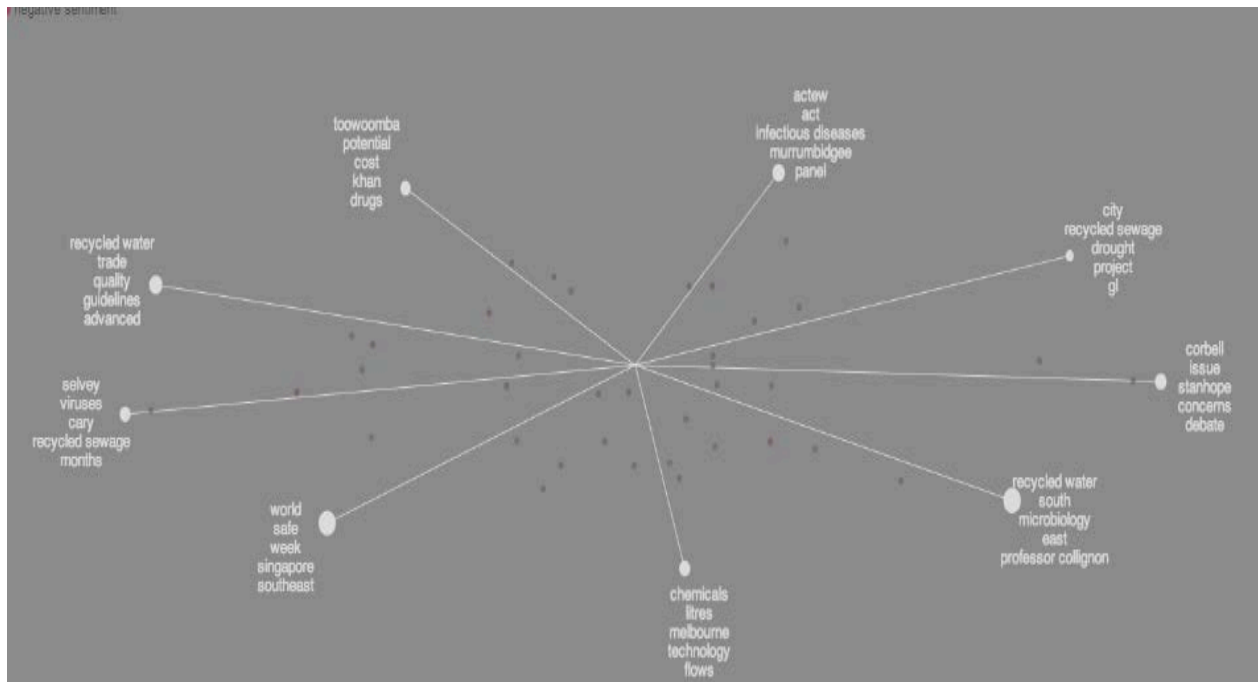 negative sentiment
toowoomba
potential
cost
khan
drugs
actew
act
infectious diseases
murrumbidgee
panel
recycled water
trade
quality
guidelines
advanced
city
recycled sewage
drought
project
gl
selvey
viruses
cary
recycled sewage
months
corbell
issue
stanhope
concerns
debate
world
safe
week
singapore
southeast
recycled water
south
microbiology
east
professor collignon
chemicals
litres
melbourne
technology
flows